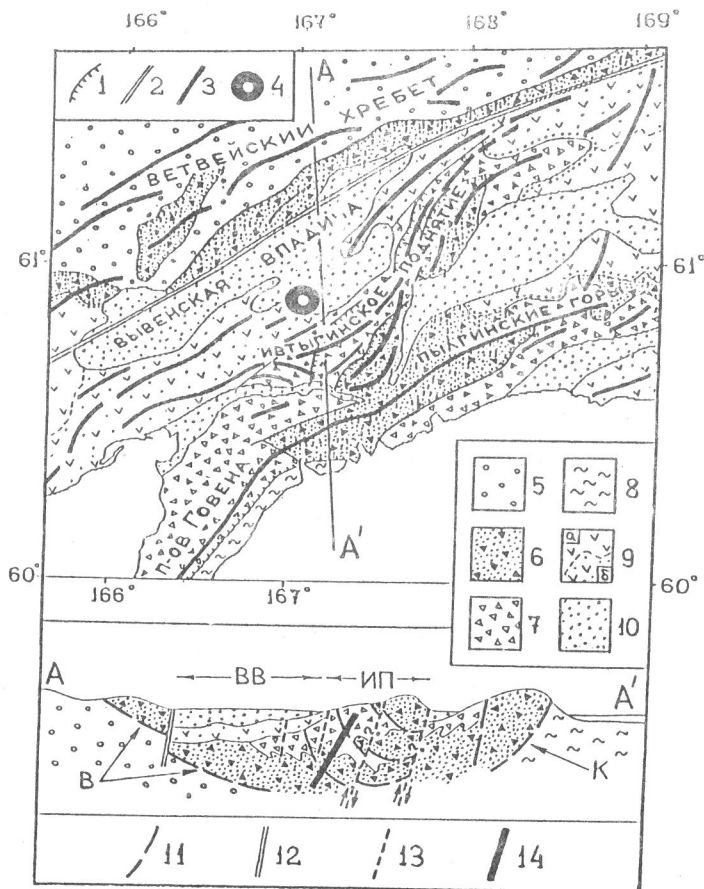 166° 167° 168° 169°
1 2 3 4
А
ВЕТВЕЙСКИЙ ХРЕБЕТ
61° 61°
ВЫВЕНСКАЯ ВПАДИНА
ИВТЫГИНСКОЕ ПОДНЯТИЕ
ПЫЛГИНСКИЕ ГОРЫ
П-ОВ ГОВЕНА
А'
5 8
6 а 9 б
7 10
60° 60°
166° 167°
А ВВ ИП А'
В К
11 12 13 14